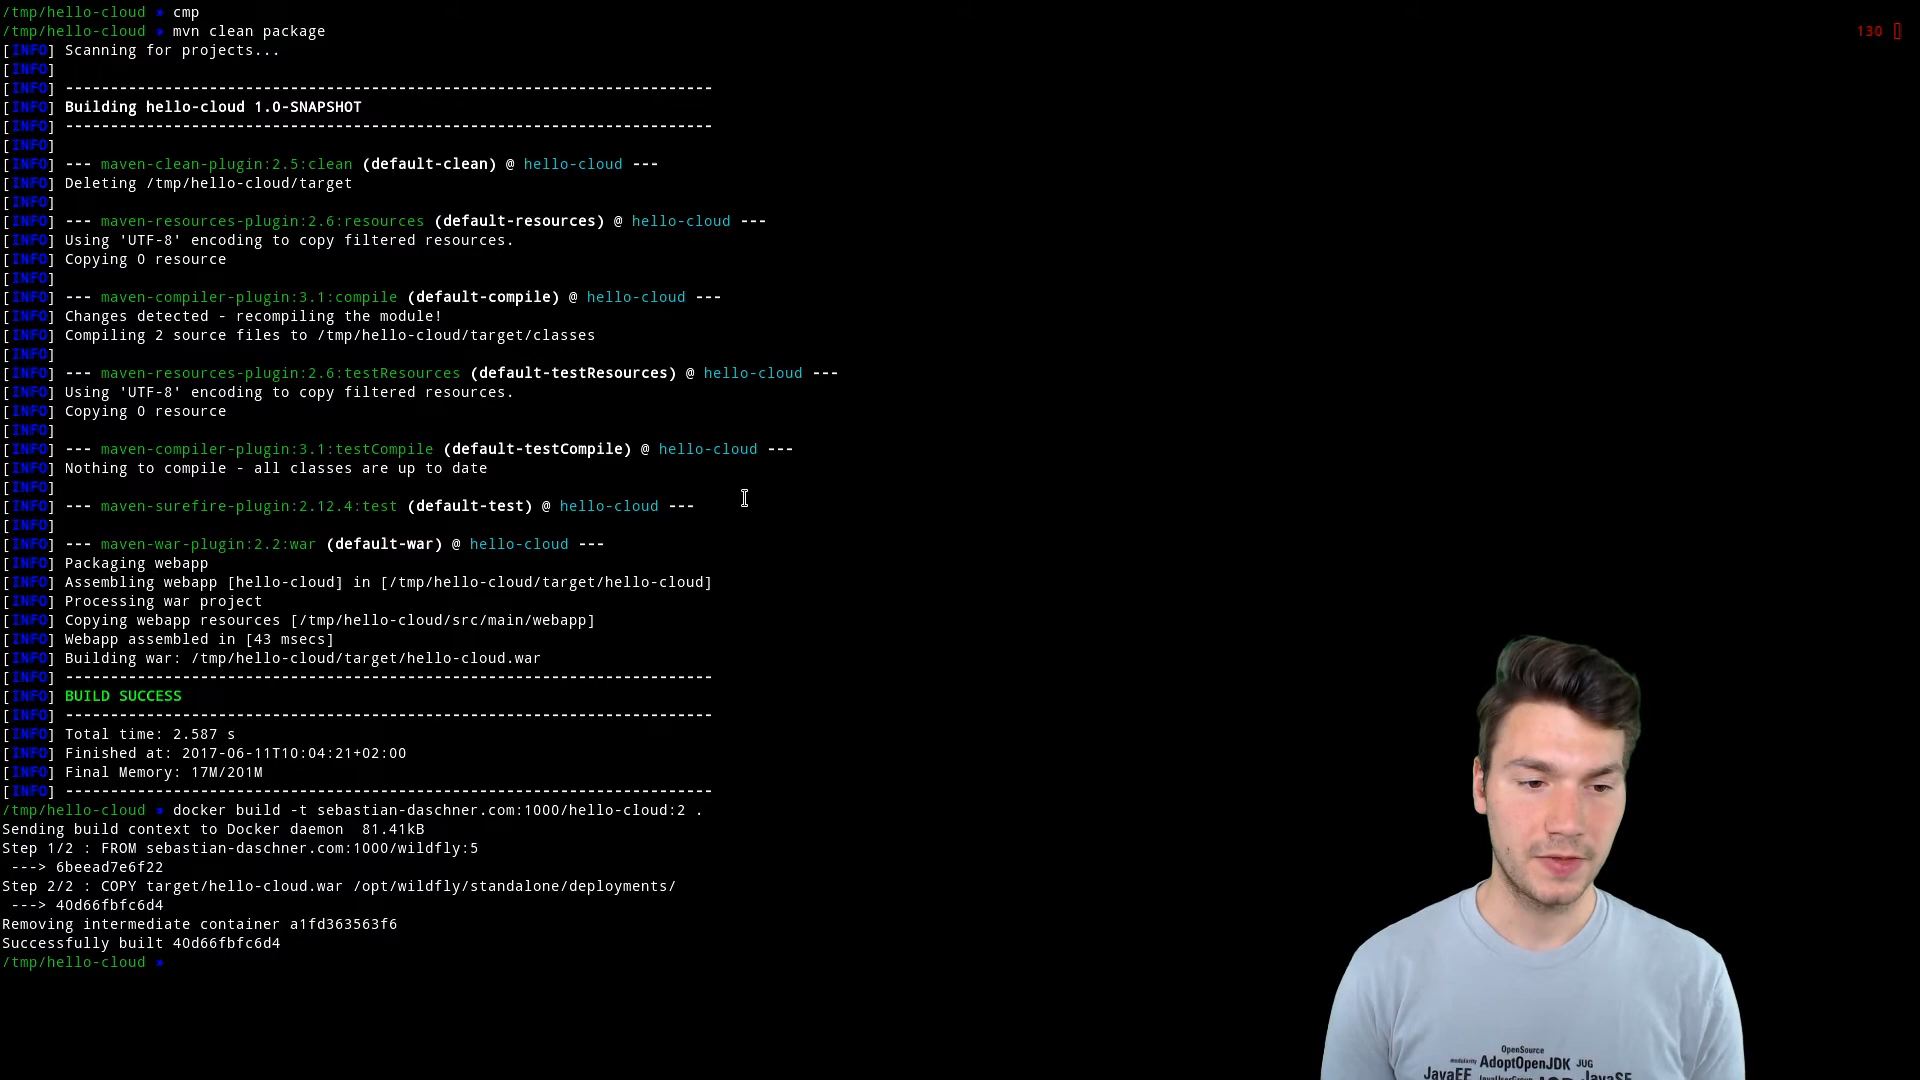 /tmp/hello-cloud * cmp
/tmp/hello-cloud * mvn clean package
130
[INFO] Scanning for projects...
[INFO]
[INFO] ------------------------------------------------------------------------
[INFO] Building hello-cloud 1.0-SNAPSHOT
[INFO] ------------------------------------------------------------------------
[INFO]
[INFO] --- maven-clean-plugin:2.5:clean (default-clean) @ hello-cloud ---
[INFO] Deleting /tmp/hello-cloud/target
[INFO]
[INFO] --- maven-resources-plugin:2.6:resources (default-resources) @ hello-cloud ---
[INFO] Using 'UTF-8' encoding to copy filtered resources.
[INFO] Copying 0 resource
[INFO]
[INFO] --- maven-compiler-plugin:3.1:compile (default-compile) @ hello-cloud ---
[INFO] Changes detected - recompiling the module!
[INFO] Compiling 2 source files to /tmp/hello-cloud/target/classes
[INFO]
[INFO] --- maven-resources-plugin:2.6:testResources (default-testResources) @ hello-cloud ---
[INFO] Using 'UTF-8' encoding to copy filtered resources.
[INFO] Copying 0 resource
[INFO]
[INFO] --- maven-compiler-plugin:3.1:testCompile (default-testCompile) @ hello-cloud ---
[INFO] Nothing to compile - all classes are up to date
[INFO]
[INFO] --- maven-surefire-plugin:2.12.4:test (default-test) @ hello-cloud ---
[INFO]
[INFO] --- maven-war-plugin:2.2:war (default-war) @ hello-cloud ---
[INFO] Packaging webapp
[INFO] Assembling webapp [hello-cloud] in [/tmp/hello-cloud/target/hello-cloud]
[INFO] Processing war project
[INFO] Copying webapp resources [/tmp/hello-cloud/src/main/webapp]
[INFO] Webapp assembled in [43 msecs]
[INFO] Building war: /tmp/hello-cloud/target/hello-cloud.war
[INFO] ------------------------------------------------------------------------
[INFO] BUILD SUCCESS
[INFO] ------------------------------------------------------------------------
[INFO] Total time: 2.587 s
[INFO] Finished at: 2017-06-11T10:04:21+02:00
[INFO] Final Memory: 17M/201M
[INFO] ------------------------------------------------------------------------
/tmp/hello-cloud * docker build -t sebastian-daschner.com:1000/hello-cloud:2 .
Sending build context to Docker daemon  81.41kB
Step 1/2 : FROM sebastian-daschner.com:1000/wildfly:5
 ---> 6beead7e6f22
Step 2/2 : COPY target/hello-cloud.war /opt/wildfly/standalone/deployments/
 ---> 40d66fbfc6d4
Removing intermediate container a1fd363563f6
Successfully built 40d66fbfc6d4
/tmp/hello-cloud *
OpenSource
modularity AdoptOpenJDK JUG
JavaEE JavaSE